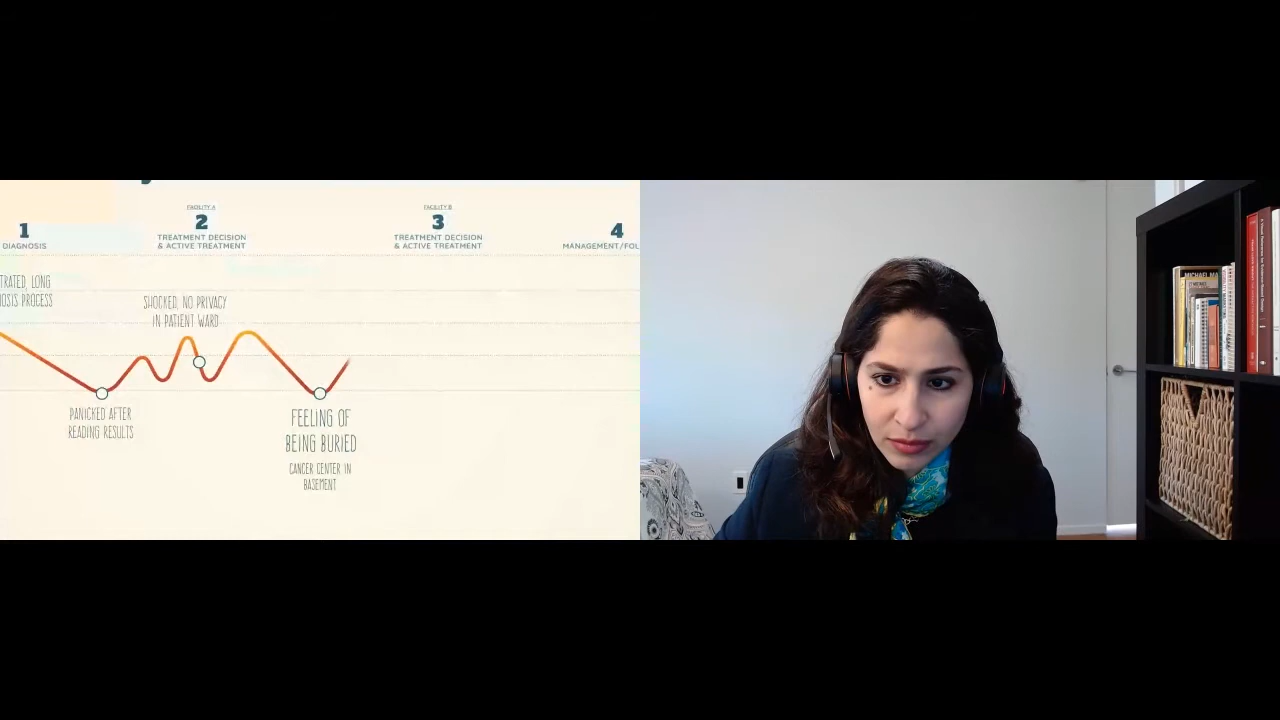 FACILITY A
FACILITY B
1
2
3
4
DIAGNOSIS
TREATMENT DECISION
& ACTIVE TREATMENT
TREATMENT DECISION
& ACTIVE TREATMENT
MANAGEMENT/FOL
TRATED, LONG
OSIS PROCESS
SHOCKED, NO PRIVACY
IN PATIENT WARD
PANICKED AFTER
READING RESULTS
FEELING OF
BEING BURIED
CANCER CENTER IN
BASEMENT
MICHAEL MA